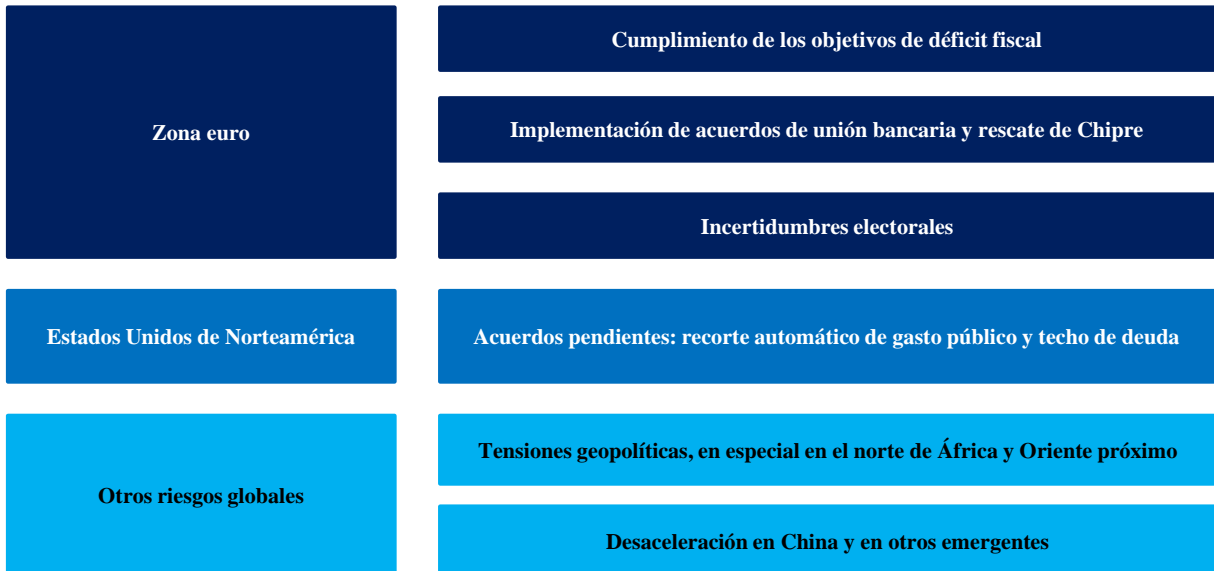 Zona euro
Cumplimiento de los objetivos de déficit fiscal
Implementación de acuerdos de unión bancaria y rescate de Chipre
Incertidumbres electorales
Estados Unidos de Norteamérica
Acuerdos pendientes: recorte automático de gasto público y techo de deuda
Otros riesgos globales
Tensiones geopolíticas, en especial en el norte de África y Oriente próximo
Desaceleración en China y en otros emergentes